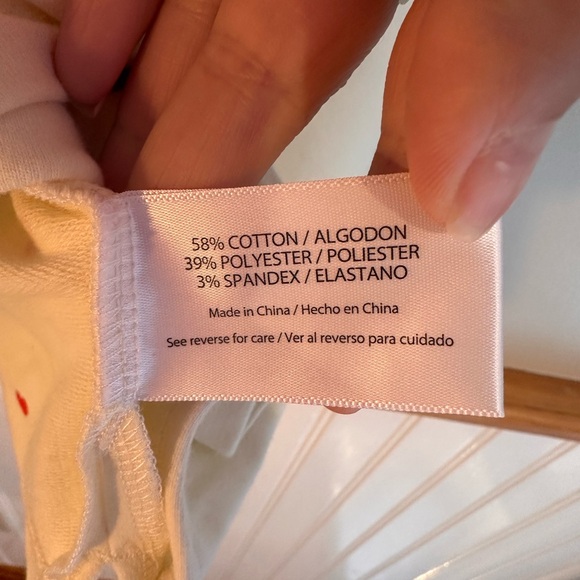 58% COTTON / ALGODON
39% POLYESTER / POLIESTER
3% SPANDEX / ELASTANO
Made in China / Hecho en China
See reverse for care / Ver al reverso para cuidado